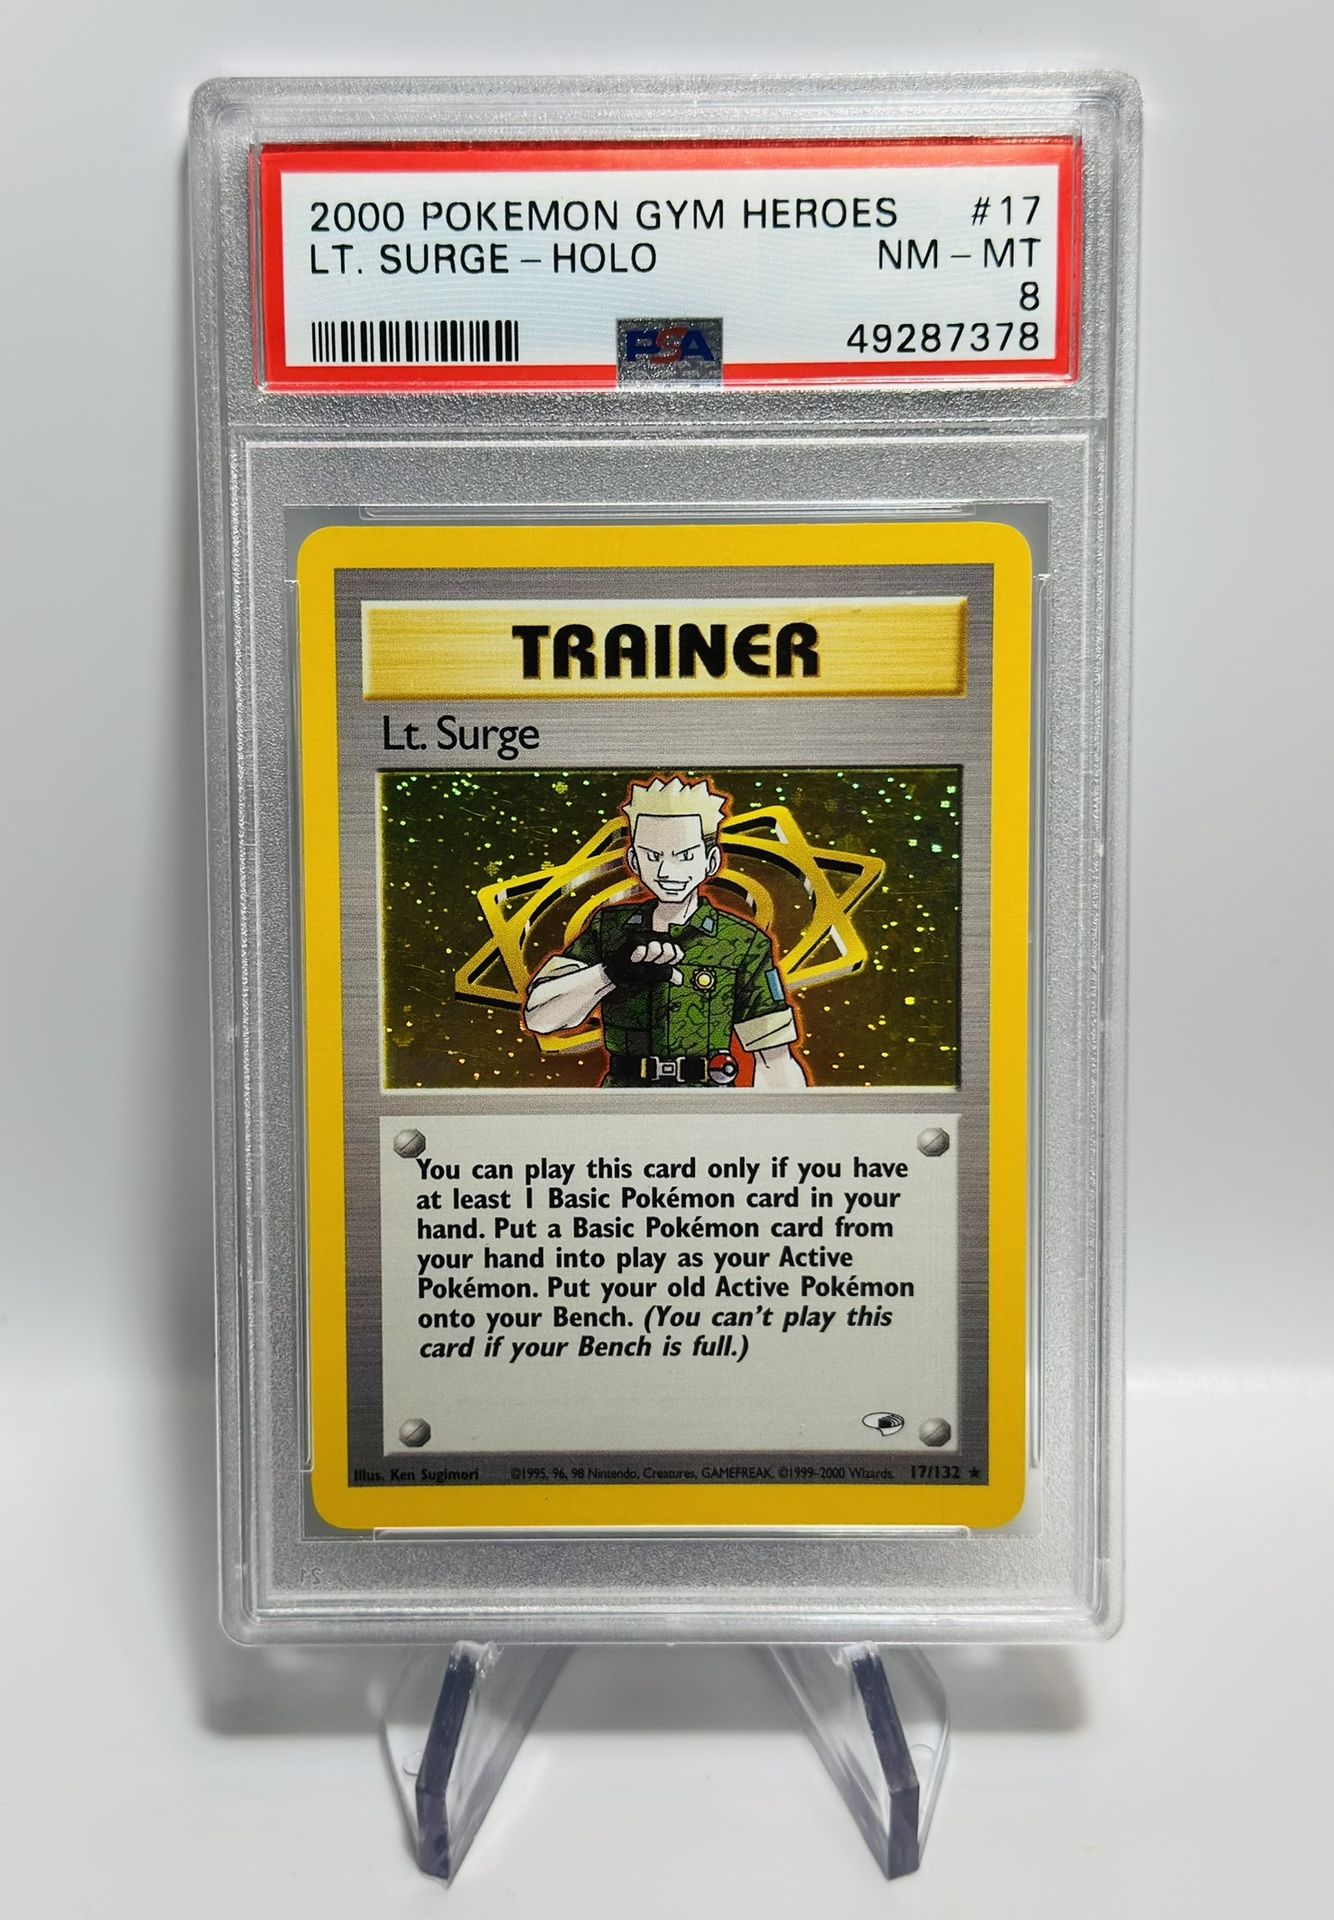 2000 POKEMON GYM HEROES #17
LT. SURGE - HOLO NM - MT
8
PSA 49287378
TRAINER
Lt. Surge
You can play this card only if you have
at least 1 Basic Pokémon card in your
hand. Put a Basic Pokémon card from
your hand into play as your Active
Pokémon. Put your old Active Pokémon
onto your Bench. (You can't play this
card if your Bench is full.)
Illus. Ken Sugimori ©1995, 96, 98 Nintendo, Creatures, GAMEFREAK. ©1999-2000 Wizards. 17/132 ★